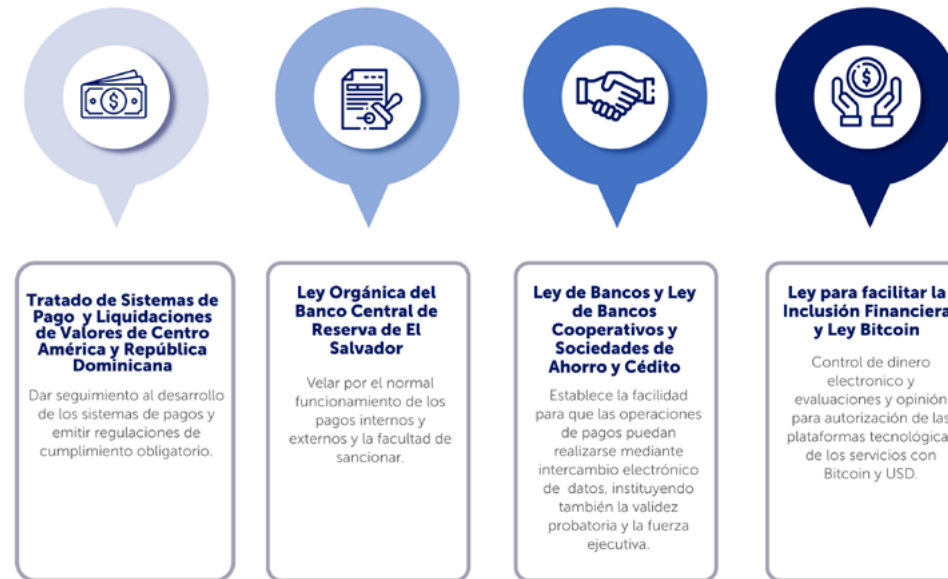 Tratado de Sistemas de
Pago y Liquidaciones
de Valores de Centro
América y República
Dominicana
Dar seguimiento al desarrollo
de los sistemas de pagos y
emitir regulaciones de
cumplimiento obligatorio.
Ley Orgánica del
Banco Central de
Reserva de El
Salvador
Velar por el normal
funcionamiento de los
pagos internos y
externos y la facultad de
sancionar.
Ley de Bancos y Ley
de Bancos
Cooperativos y
Sociedades de
Ahorro y Cédito
Establece la facilidad
para que las operaciones
de pagos puedan
realizarse mediante
intercambio electrónico
de datos, instituyendo
también la validez
probatoria y la fuerza
ejecutiva.
Ley para facilitar la
Inclusión Financiera
y Ley Bitcoin
Control de dinero
electronico y
evaluaciones y opinión
para autorización de las
plataformas tecnológica
de los servicios con
Bitcoin y USD.